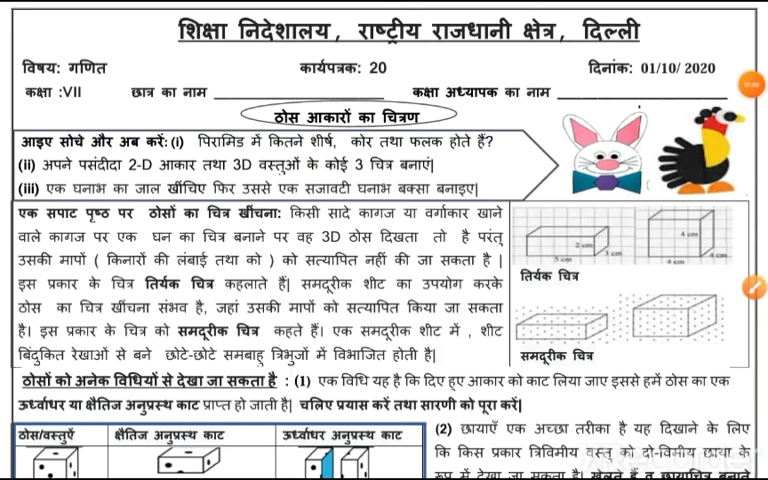 शिक्षा निदेशालय, राष्ट्रीय राजधानी क्षेत्र, दिल्ली
विषय: गणित कार्यपत्रक: 20 दिनांक: 01/10/ 2020
कक्षा :VII छात्र का नाम ____________________ कक्षा अध्यापक का नाम ____________________
ठोस आकारों का चित्रण
आइए सोचे और अब करें: (i) पिरामिड में कितने शीर्ष, कोर तथा फलक होते हैं?
(ii) अपने पसंदीदा 2-D आकार तथा 3D वस्तुओं के कोई 3 चित्र बनाएं|
(iii) एक घनाभ का जाल खींचिए फिर उससे एक सजावटी घनाभ बक्सा बनाइए|
एक सपाट पृष्ठ पर ठोसों का चित्र खींचना: किसी सादे कागज या वर्गाकार खाने
वाले कागज पर एक घन का चित्र बनाने पर वह 3D ठोस दिखता तो है परंतु
उसकी मापों ( किनारों की लंबाई तथा को ) को सत्यापित नहीं की जा सकता है |
इस प्रकार के चित्र तिर्यक चित्र कहलाते हैं| समदूरीक शीट का उपयोग करके
ठोस का चित्र खींचना संभव है, जहां उसकी मापों को सत्यापित किया जा सकता
है। इस प्रकार के चित्र को समदूरीक चित्र कहते हैं। एक समदूरीक शीट में , शीट
बिंदुकित रेखाओं से बने छोटे-छोटे समबाहु त्रिभुजों में विभाजित होती है|
2 cm
3 cm
5 cm
4 cm
4 cm
4 cm
तिर्यक चित्र
समदूरीक चित्र
ठोसों को अनेक विधियों से देखा जा सकता है : (1) एक विधि यह है कि दिए हुए आकार को काट लिया जाए इससे हमें ठोस का एक
ऊर्ध्वाधर या क्षैतिज अनुप्रस्थ काट प्राप्त हो जाती है| चलिए प्रयास करें तथा सारणी को पूरा करें|
ठोस/वस्तुऐं क्षैतिज अनुप्रस्थ काट ऊर्ध्वाधर अनुप्रस्थ काट
(2) छायाएँ एक अच्छा तरीका है यह दिखाने के लिए
कि किस प्रकार त्रिविमीय वस्तु को दो-विमीय छाया के
रूप में देखा जा सकता है।